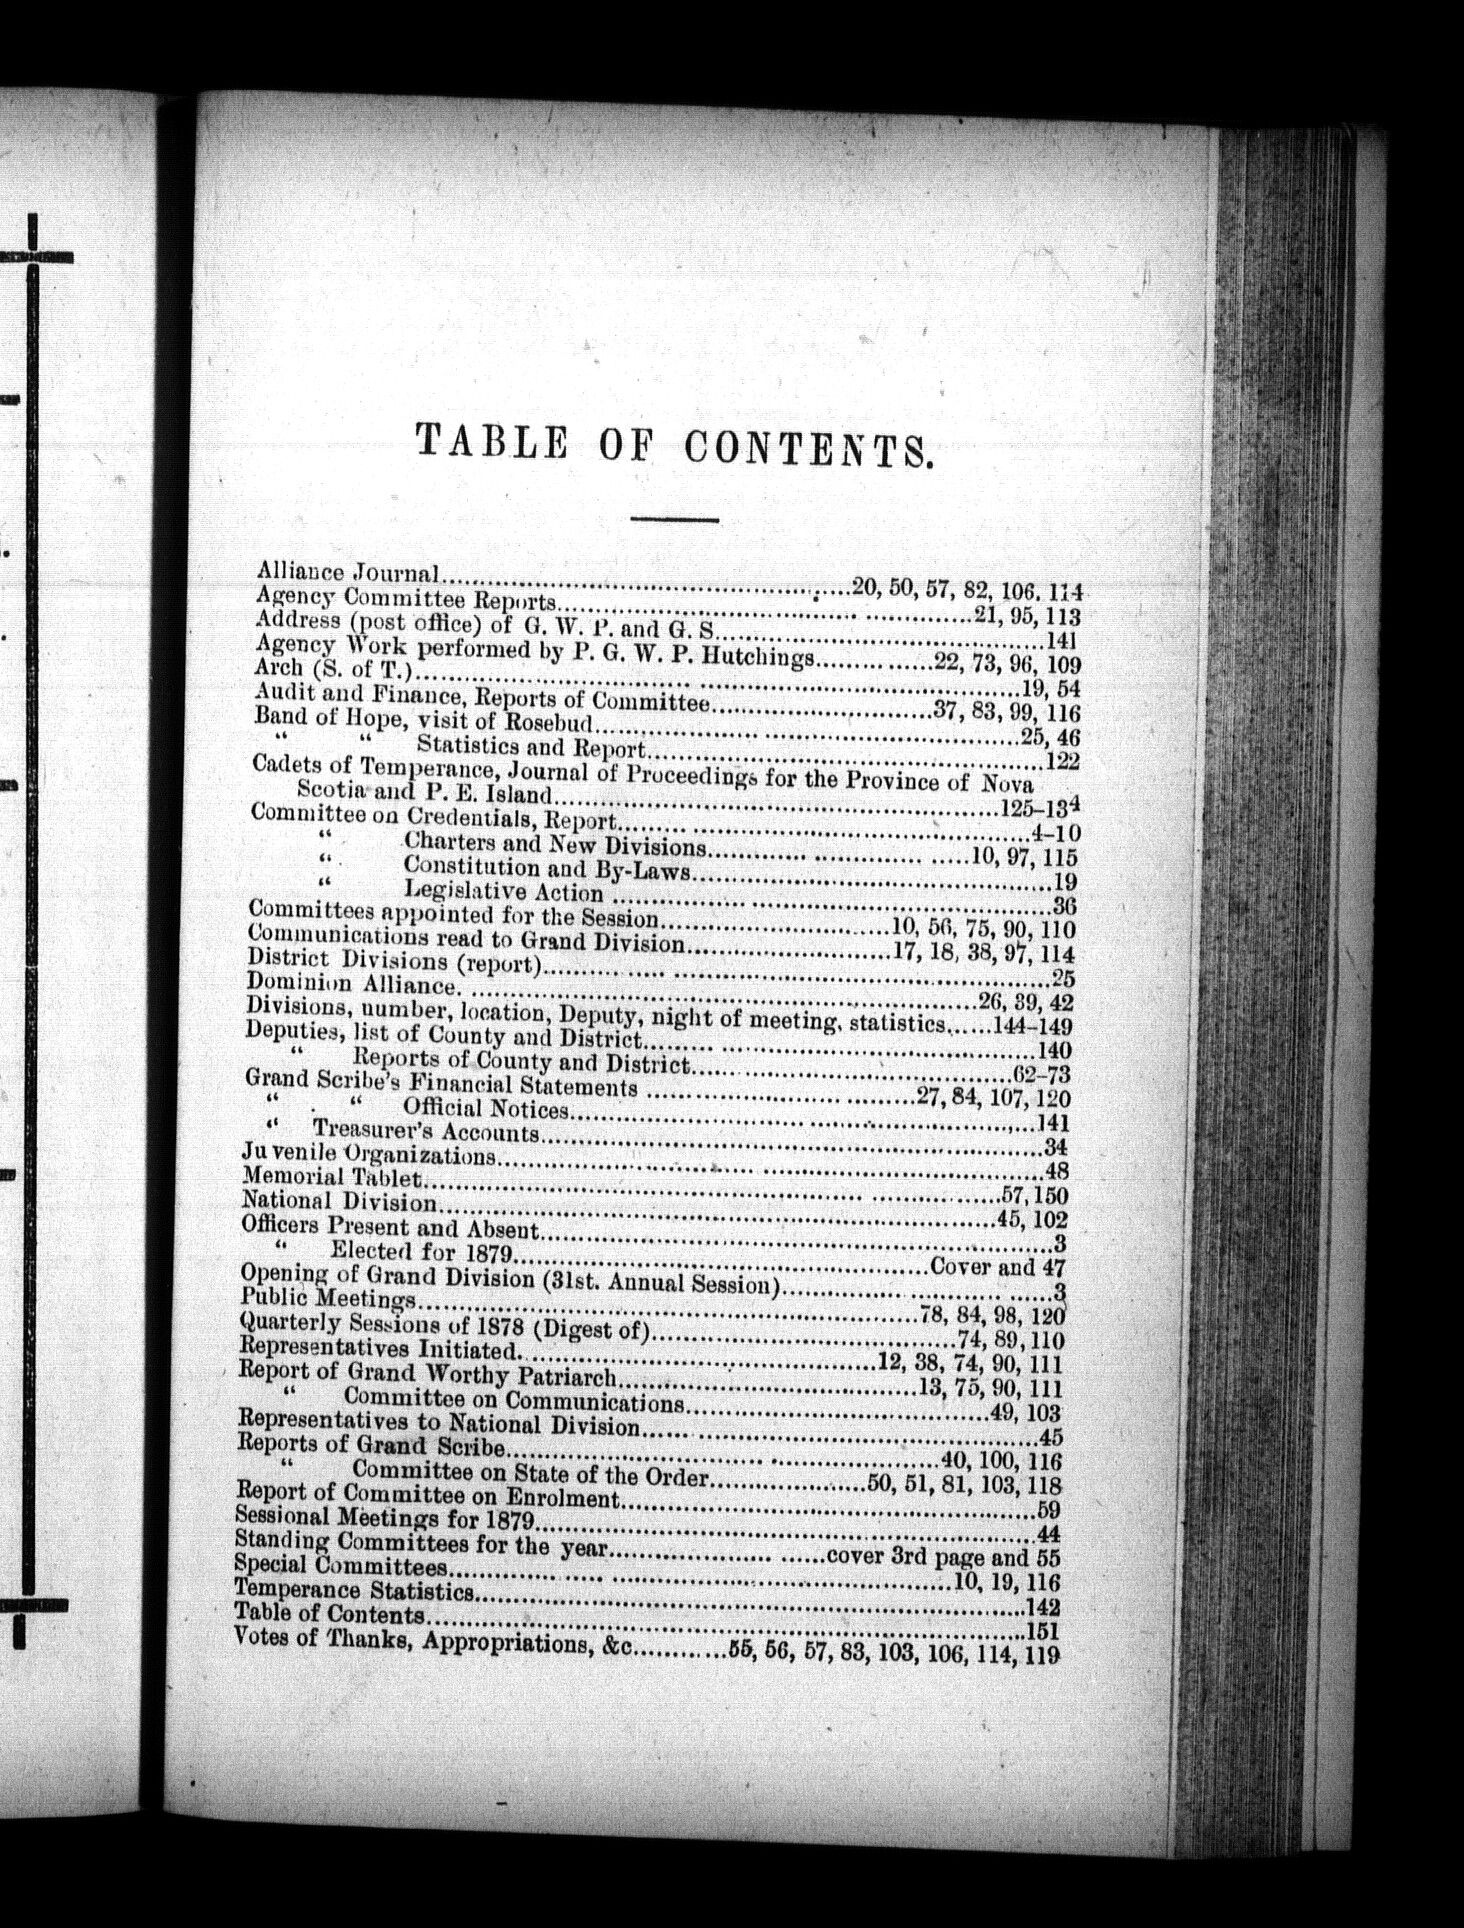 TABLE OF CONTENTS.
Alliance Journal......20, 50, 57, 82, 106. 114
Agency Committee Reports......21, 95, 113
Address (post office) of G. W. P. and G. S......141
Agency Work performed by P. G. W. P. Hutchings......22, 73, 96, 109
Arch (S. of T.)......19, 54
Audit and Finance, Reports of Committee......37, 83, 99, 116
Band of Hope, visit of Rosebud......25, 46
“ “ Statistics and Report......122
Cadets of Temperance, Journal of Proceedings for the Province of Nova
Scotia and P. E. Island......125-134
Committee on Credentials, Report......4-10
“ Charters and New Divisions......10, 97, 115
“ Constitution and By-Laws......19
“ Legislative Action ......36
Committees appointed for the Session......10, 56, 75, 90, 110
Communications read to Grand Division......17, 18, 38, 97, 114
District Divisions (report)......25
Dominion Alliance. ......26, 39, 42
Divisions, number, location, Deputy, night of meeting, statistics......144-149
Deputies, list of County and District......140
“ Reports of County and District......62-73
Grand Scribe's Financial Statements ......27, 84, 107, 120
“ “ Official Notices......141
“ Treasurer's Accounts......34
Juvenile Organizations......48
Memorial Tablet......57, 150
National Division......45, 102
Officers Present and Absent......3
“ Elected for 1879......Cover and 47
Opening of Grand Division (31st. Annual Session)......3
Public Meetings......78, 84, 98, 120
Quarterly Sessions of 1878 (Digest of)......74, 89, 110
Representatives Initiated......12, 38, 74, 90, 111
Report of Grand Worthy Patriarch......13, 75, 90, 111
“ Committee on Communications......49, 103
Representatives to National Division......45
Reports of Grand Scribe......40, 100, 116
“ Committee on State of the Order......50, 51, 81, 103, 118
Report of Committee on Enrolment......59
Sessional Meetings for 1879......44
Standing Committees for the year......cover 3rd page and 55
Special Committees......10, 19, 116
Temperance Statistics......142
Table of Contents......151
Votes of Thanks, Appropriations, &c......55, 56, 57, 83, 103, 106, 114, 119